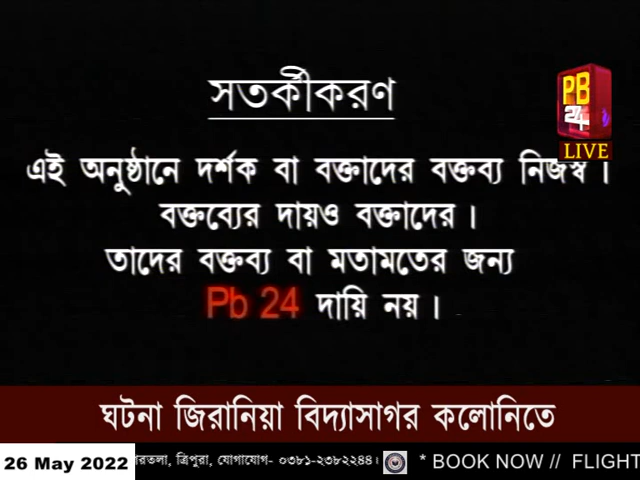 সতর্কীকরণ
PB
24
LIVE
এই অনুষ্ঠানে দর্শক বা বক্তাদের বক্তব্য নিজস্ব ।
বক্তব্যের দায়ও বক্তাদের ।
তাদের বক্তব্য বা মতামতের জন্য
Pb 24 দায়ি নয় ।
ঘটনা জিরানিয়া বিদ্যাসাগর কলোনিতে
26 May 2022 রতলা, ত্রিপুরা, যোগাযোগ- ০৩৮১-২৩৮২২৪৪। * BOOK NOW // FLIGHT